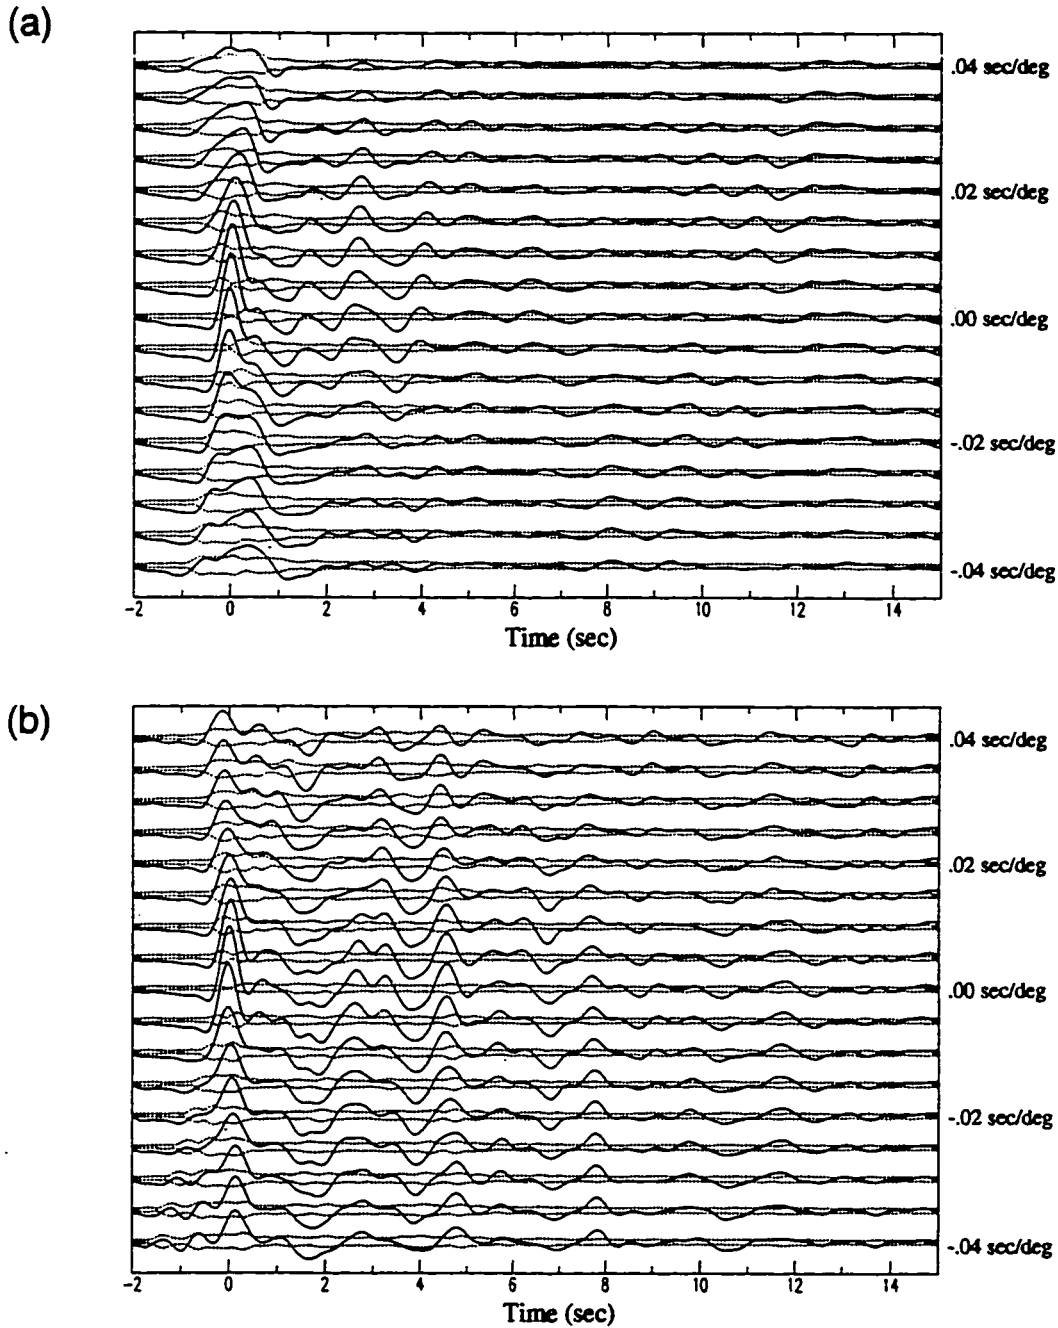 (a)
.04 sec/deg
.02 sec/deg
.00 sec/deg
-.02 sec/deg
-.04 sec/deg
-2 0 2 4 6 8 10 12 14
Time (sec)
(b)
.04 sec/deg
.02 sec/deg
.00 sec/deg
-.02 sec/deg
-.04 sec/deg
-2 0 2 4 6 8 10 12 14
Time (sec)